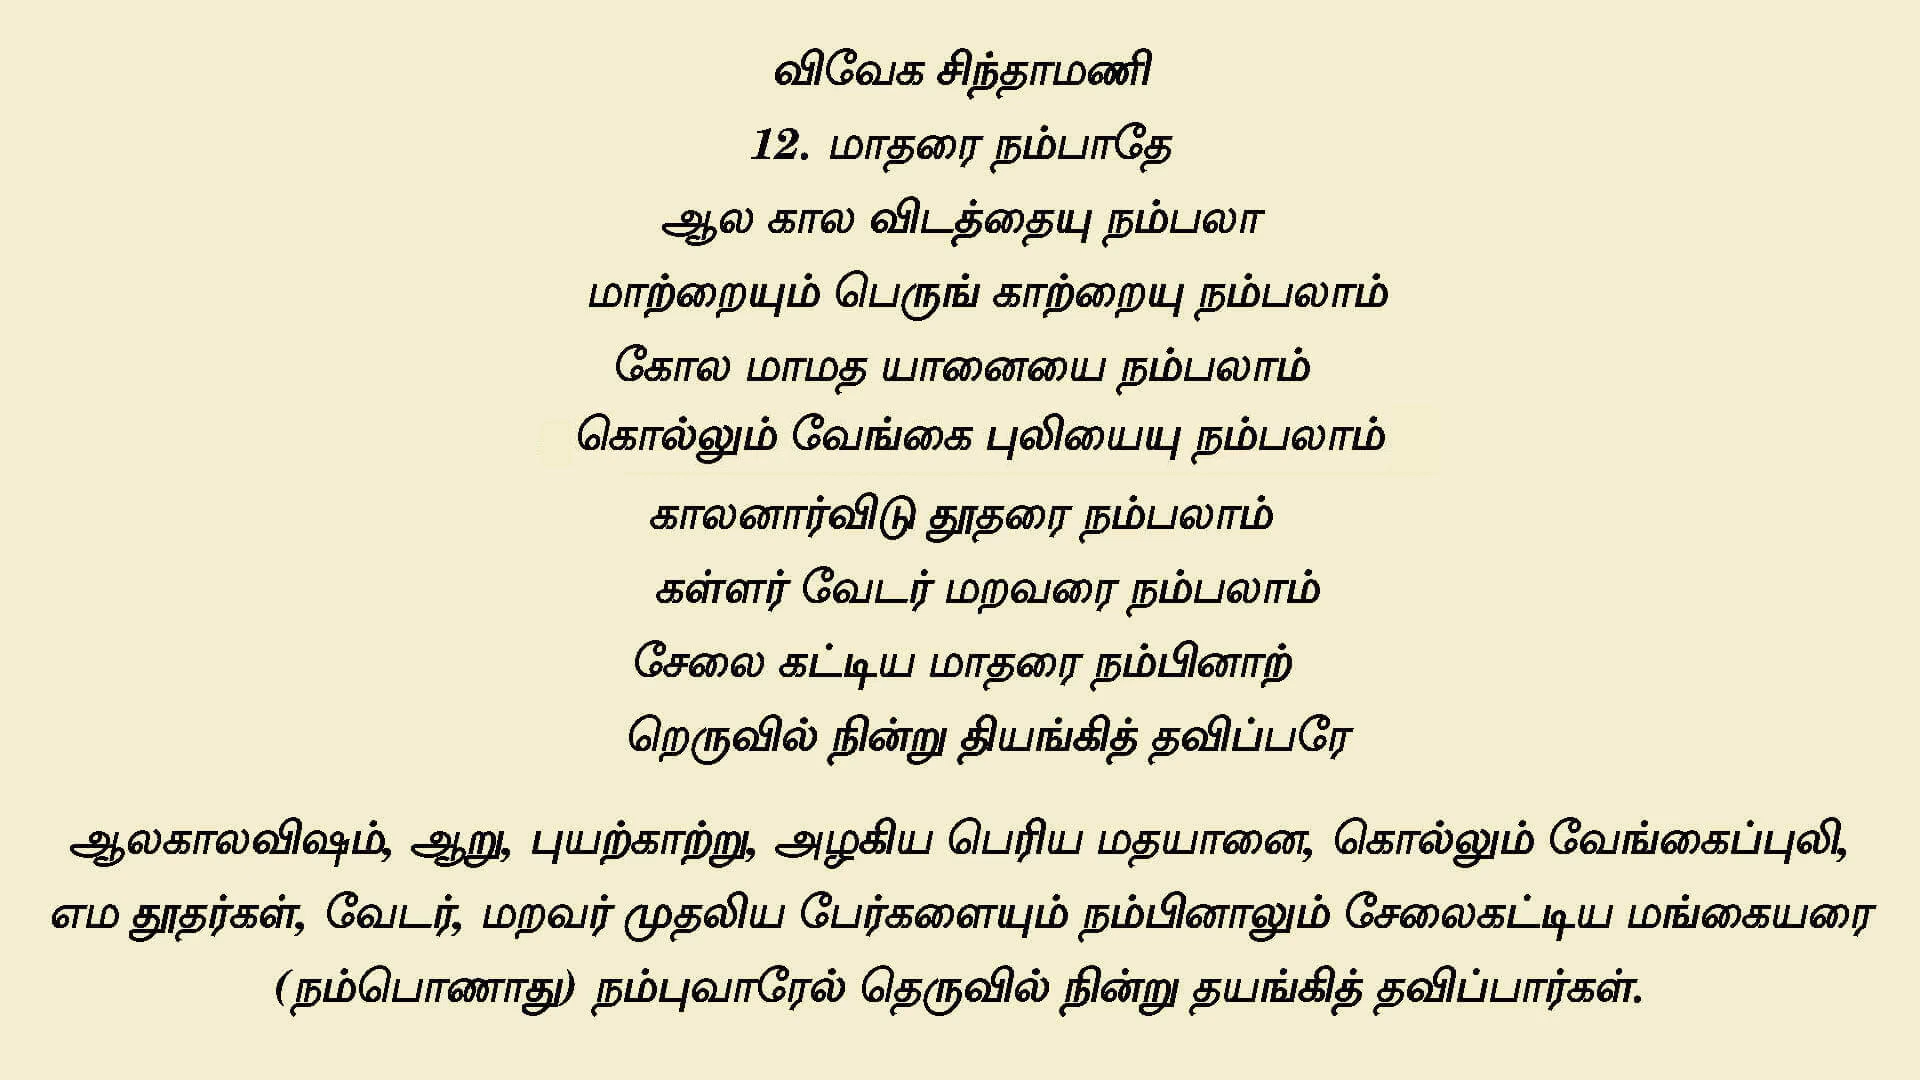 விவேக சிந்தாமணி
12. மாதரை நம்பாதே
ஆல கால விடத்தையு நம்பலா
மாற்றையும் பெருங் காற்றையு நம்பலாம்
கோல மாமத யானையை நம்பலாம்
கொல்லும் வேங்கை புலியையு நம்பலாம்
காலனார்விடு தூதரை நம்பலாம்
கள்ளர் வேடர் மறவரை நம்பலாம்
சேலை கட்டிய மாதரை நம்பினாற்
றெருவில் நின்று தியங்கித் தவிப்பரே
ஆலகாலவிஷம், ஆறு, புயற்காற்று, அழகிய பெரிய மதயானை, கொல்லும் வேங்கைப்புலி,
எம தூதர்கள், வேடர், மறவர் முதலிய பேர்களையும் நம்பினாலும் சேலைகட்டிய மங்கையரை
(நம்பொணாது) நம்புவாரேல் தெருவில் நின்று தயங்கித் தவிப்பார்கள்.